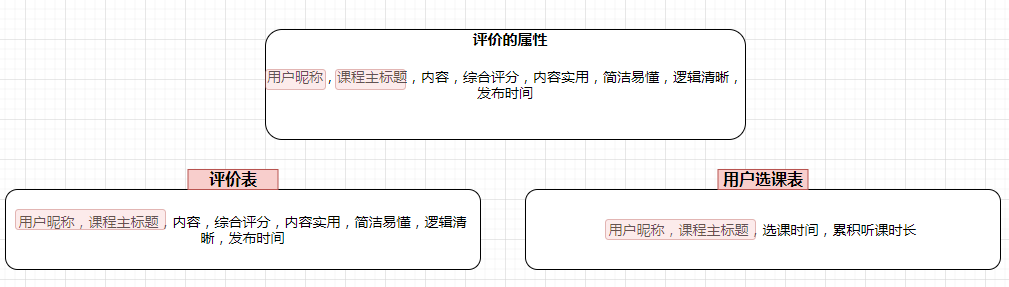 评价的属性
用户昵称，课程主标题，内容，综合评分，内容实用，简洁易懂，逻辑清晰，
发布时间
评价表
用户昵称，课程主标题，内容，综合评分，内容实用，简洁易懂，逻辑清
晰，发布时间
用户选课表
用户昵称，课程主标题，选课时间，累积听课时长